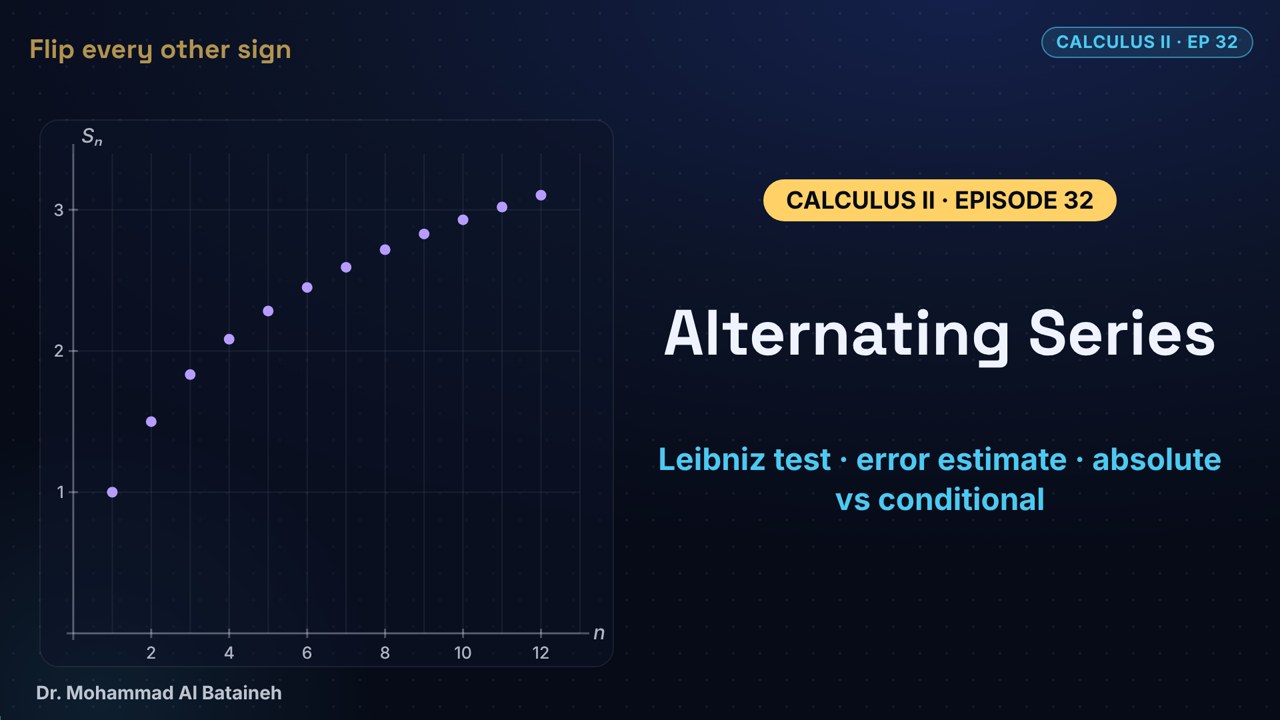 Flip every other sign
CALCULUS II · EP 32
Sₙ
3
2
1
2 4 6 8 10 12
n
CALCULUS II · EPISODE 32
Alternating Series
Leibniz test · error estimate · absolute
vs conditional
Dr. Mohammad Al Bataineh